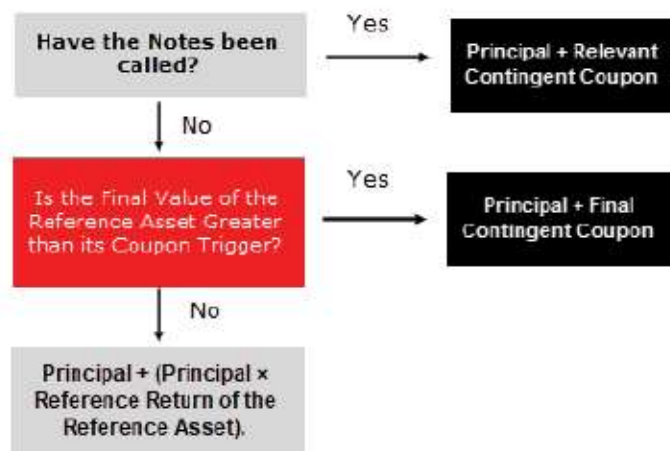 Have the Notes been
called?
Yes
Principal + Relevant
Contingent Coupon
No
Is the Final Value of the
Reference Asset Greater
than its Coupon Trigger?
Yes
Principal + Final
Contingent Coupon
No
Principal + (Principal ×
Reference Return of the
Reference Asset).